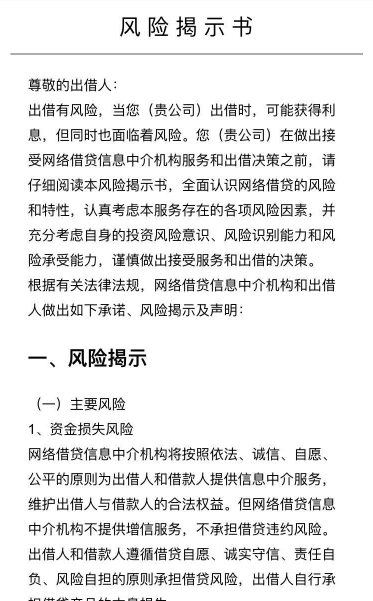 风险揭示书
尊敬的出借人：
出借有风险，当您（贵公司）出借时，可能获得利
息，但同时也面临着风险。您（贵公司）在做出接
受网络借贷信息中介机构服务和出借决策之前，请
仔细阅读本风险揭示书，全面认识网络借贷的风险
和特性，认真考虑本服务存在的各项风险因素，并
充分考虑自身的投资风险意识、风险识别能力和风
险承受能力，谨慎做出接受服务和出借的决策。
根据有关法律法规，网络借贷信息中介机构和出借
人做出如下承诺、风险揭示及声明：
一、风险揭示
（一）主要风险
1、资金损失风险
网络借贷信息中介机构将按照依法、诚信、自愿、
公平的原则为出借人和借款人提供信息中介服务，
维护出借人与借款人的合法权益。但网络借贷信息
中介机构不提供增信服务，不承担借贷违约风险。
出借人和借款人遵循借贷自愿、诚实守信、责任自
负、风险自担的原则承担借贷风险，出借人自行承